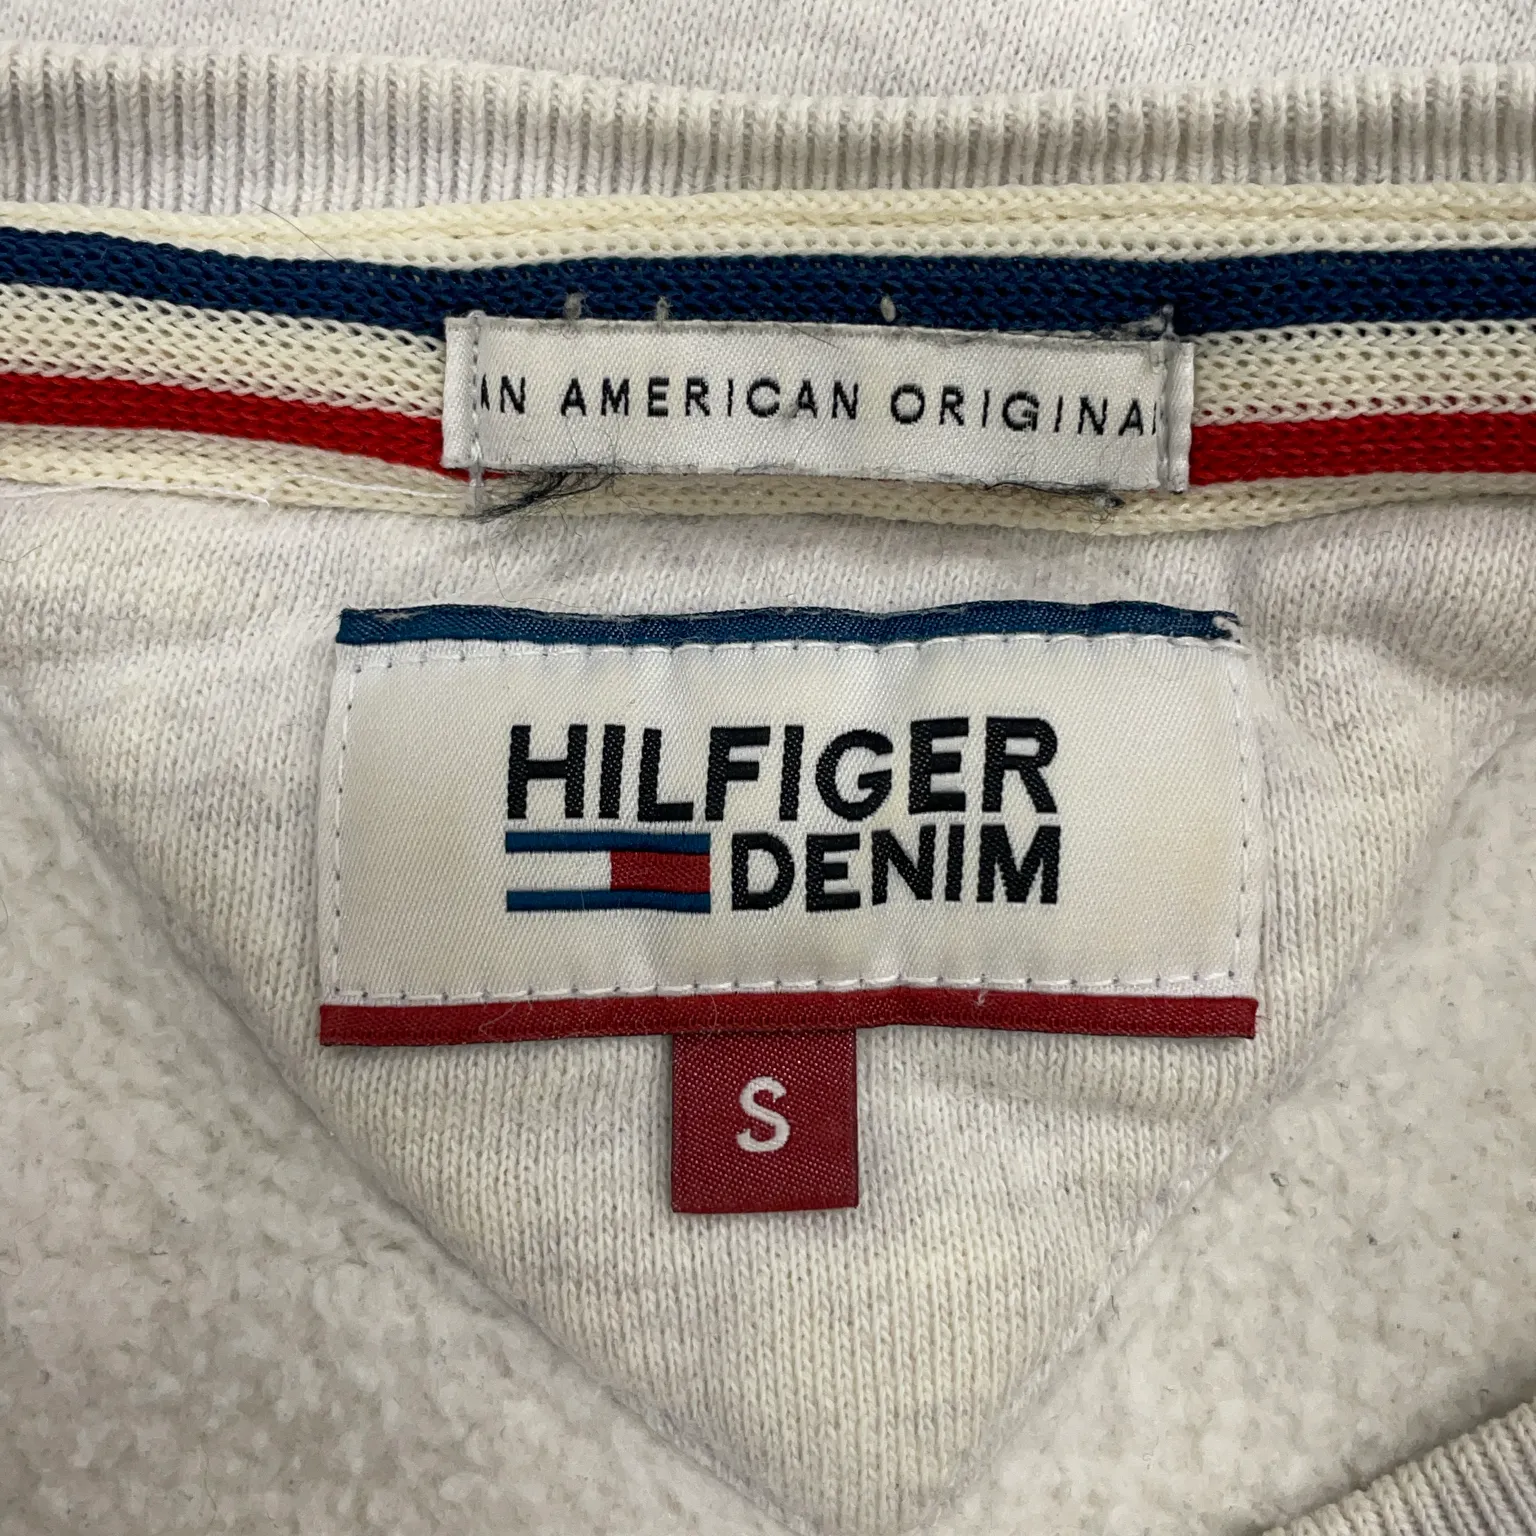 AN AMERICAN ORIGINAL
HILFIGER
DENIM
S